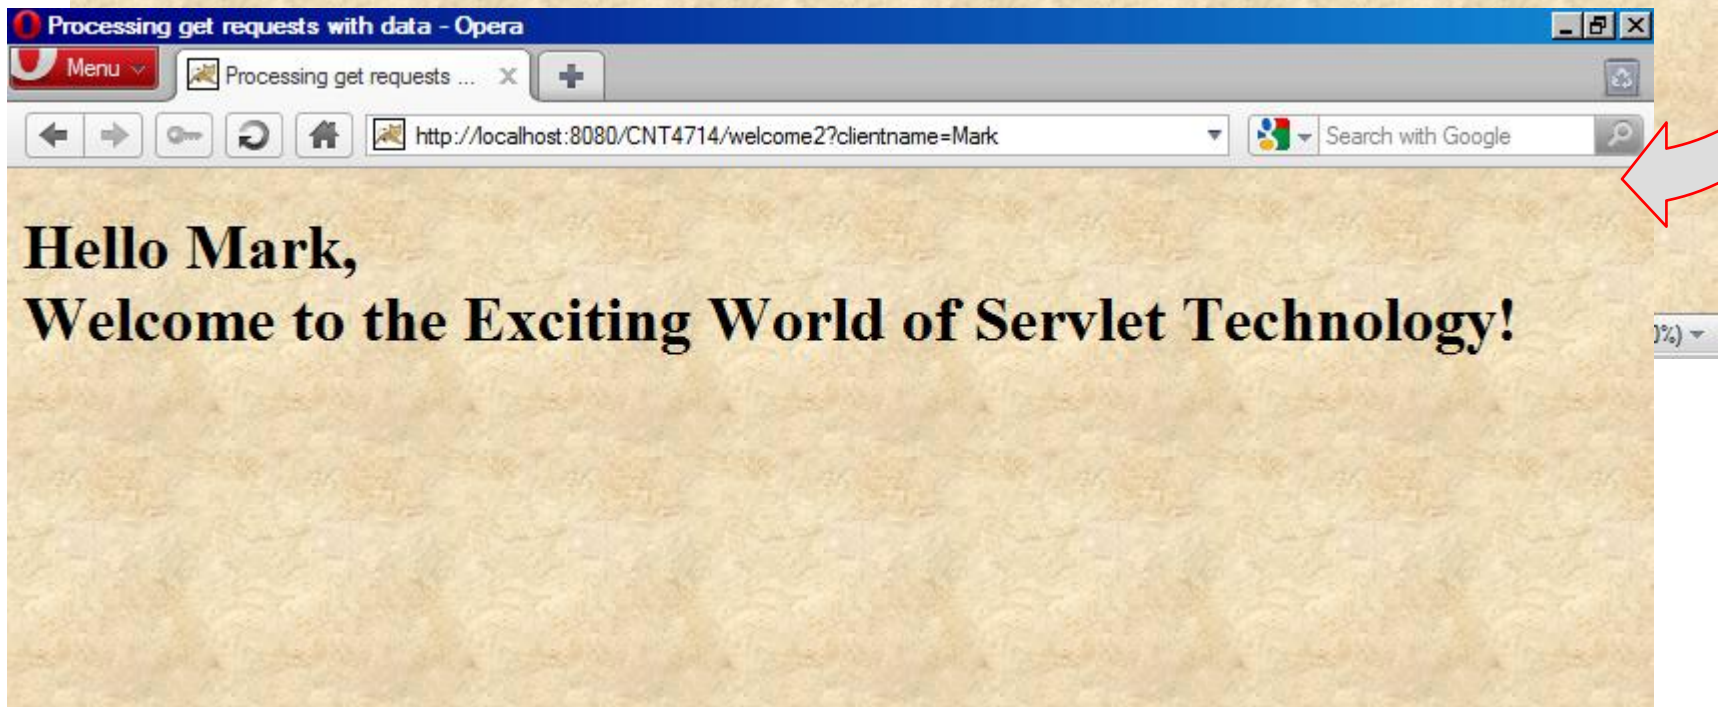 Processing get requests with data - Opera
Menu
Processing get requests ...
http://localhost:8080/CNT4714/welcome2?clientname=Mark
Search with Google
Hello Mark,
Welcome to the Exciting World of Servlet Technology!